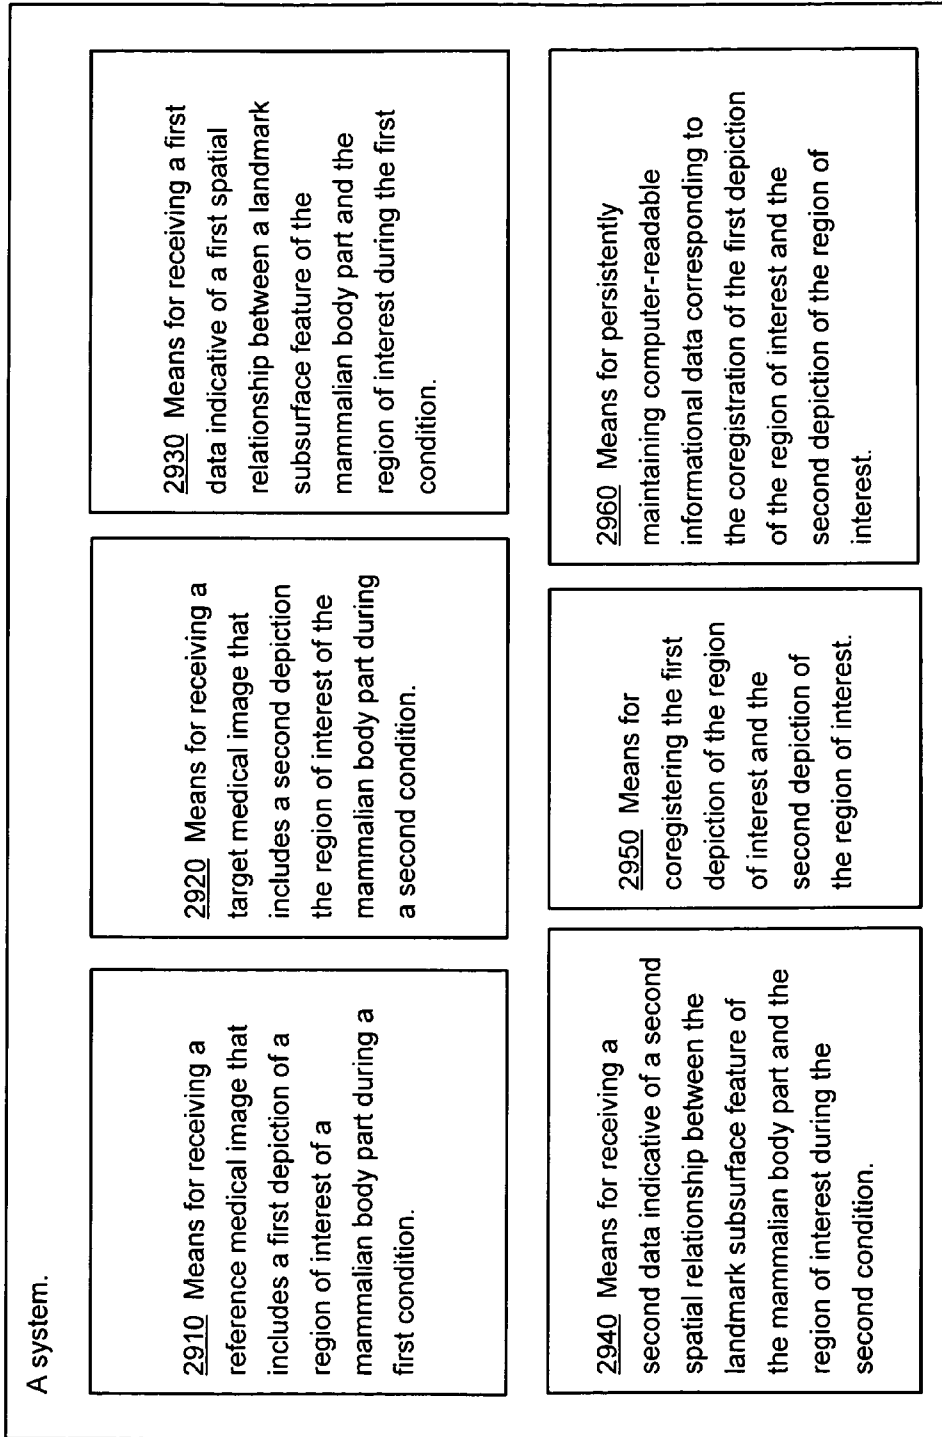 A system.
2910 Means for receiving a
reference medical image that
includes a first depiction of a
region of interest of a
mammalian body part during a
first condition.
2920 Means for receiving a
target medical image that
includes a second depiction
the region of interest of the
mammalian body part during
a second condition.
2930 Means for receiving a first
data indicative of a first spatial
relationship between a landmark
subsurface feature of the
mammalian body part and the
region of interest during the first
condition.
2940 Means for receiving a
second data indicative of a second
spatial relationship between the
landmark subsurface feature of
the mammalian body part and the
region of interest during the
second condition.
2950 Means for
coregistering the first
depiction of the region
of interest and the
second depiction of
the region of interest.
2960 Means for persistently
maintaining computer-readable
informational data corresponding to
the coregistration of the first depiction
of the region of interest and the
second depiction of the region of
interest.